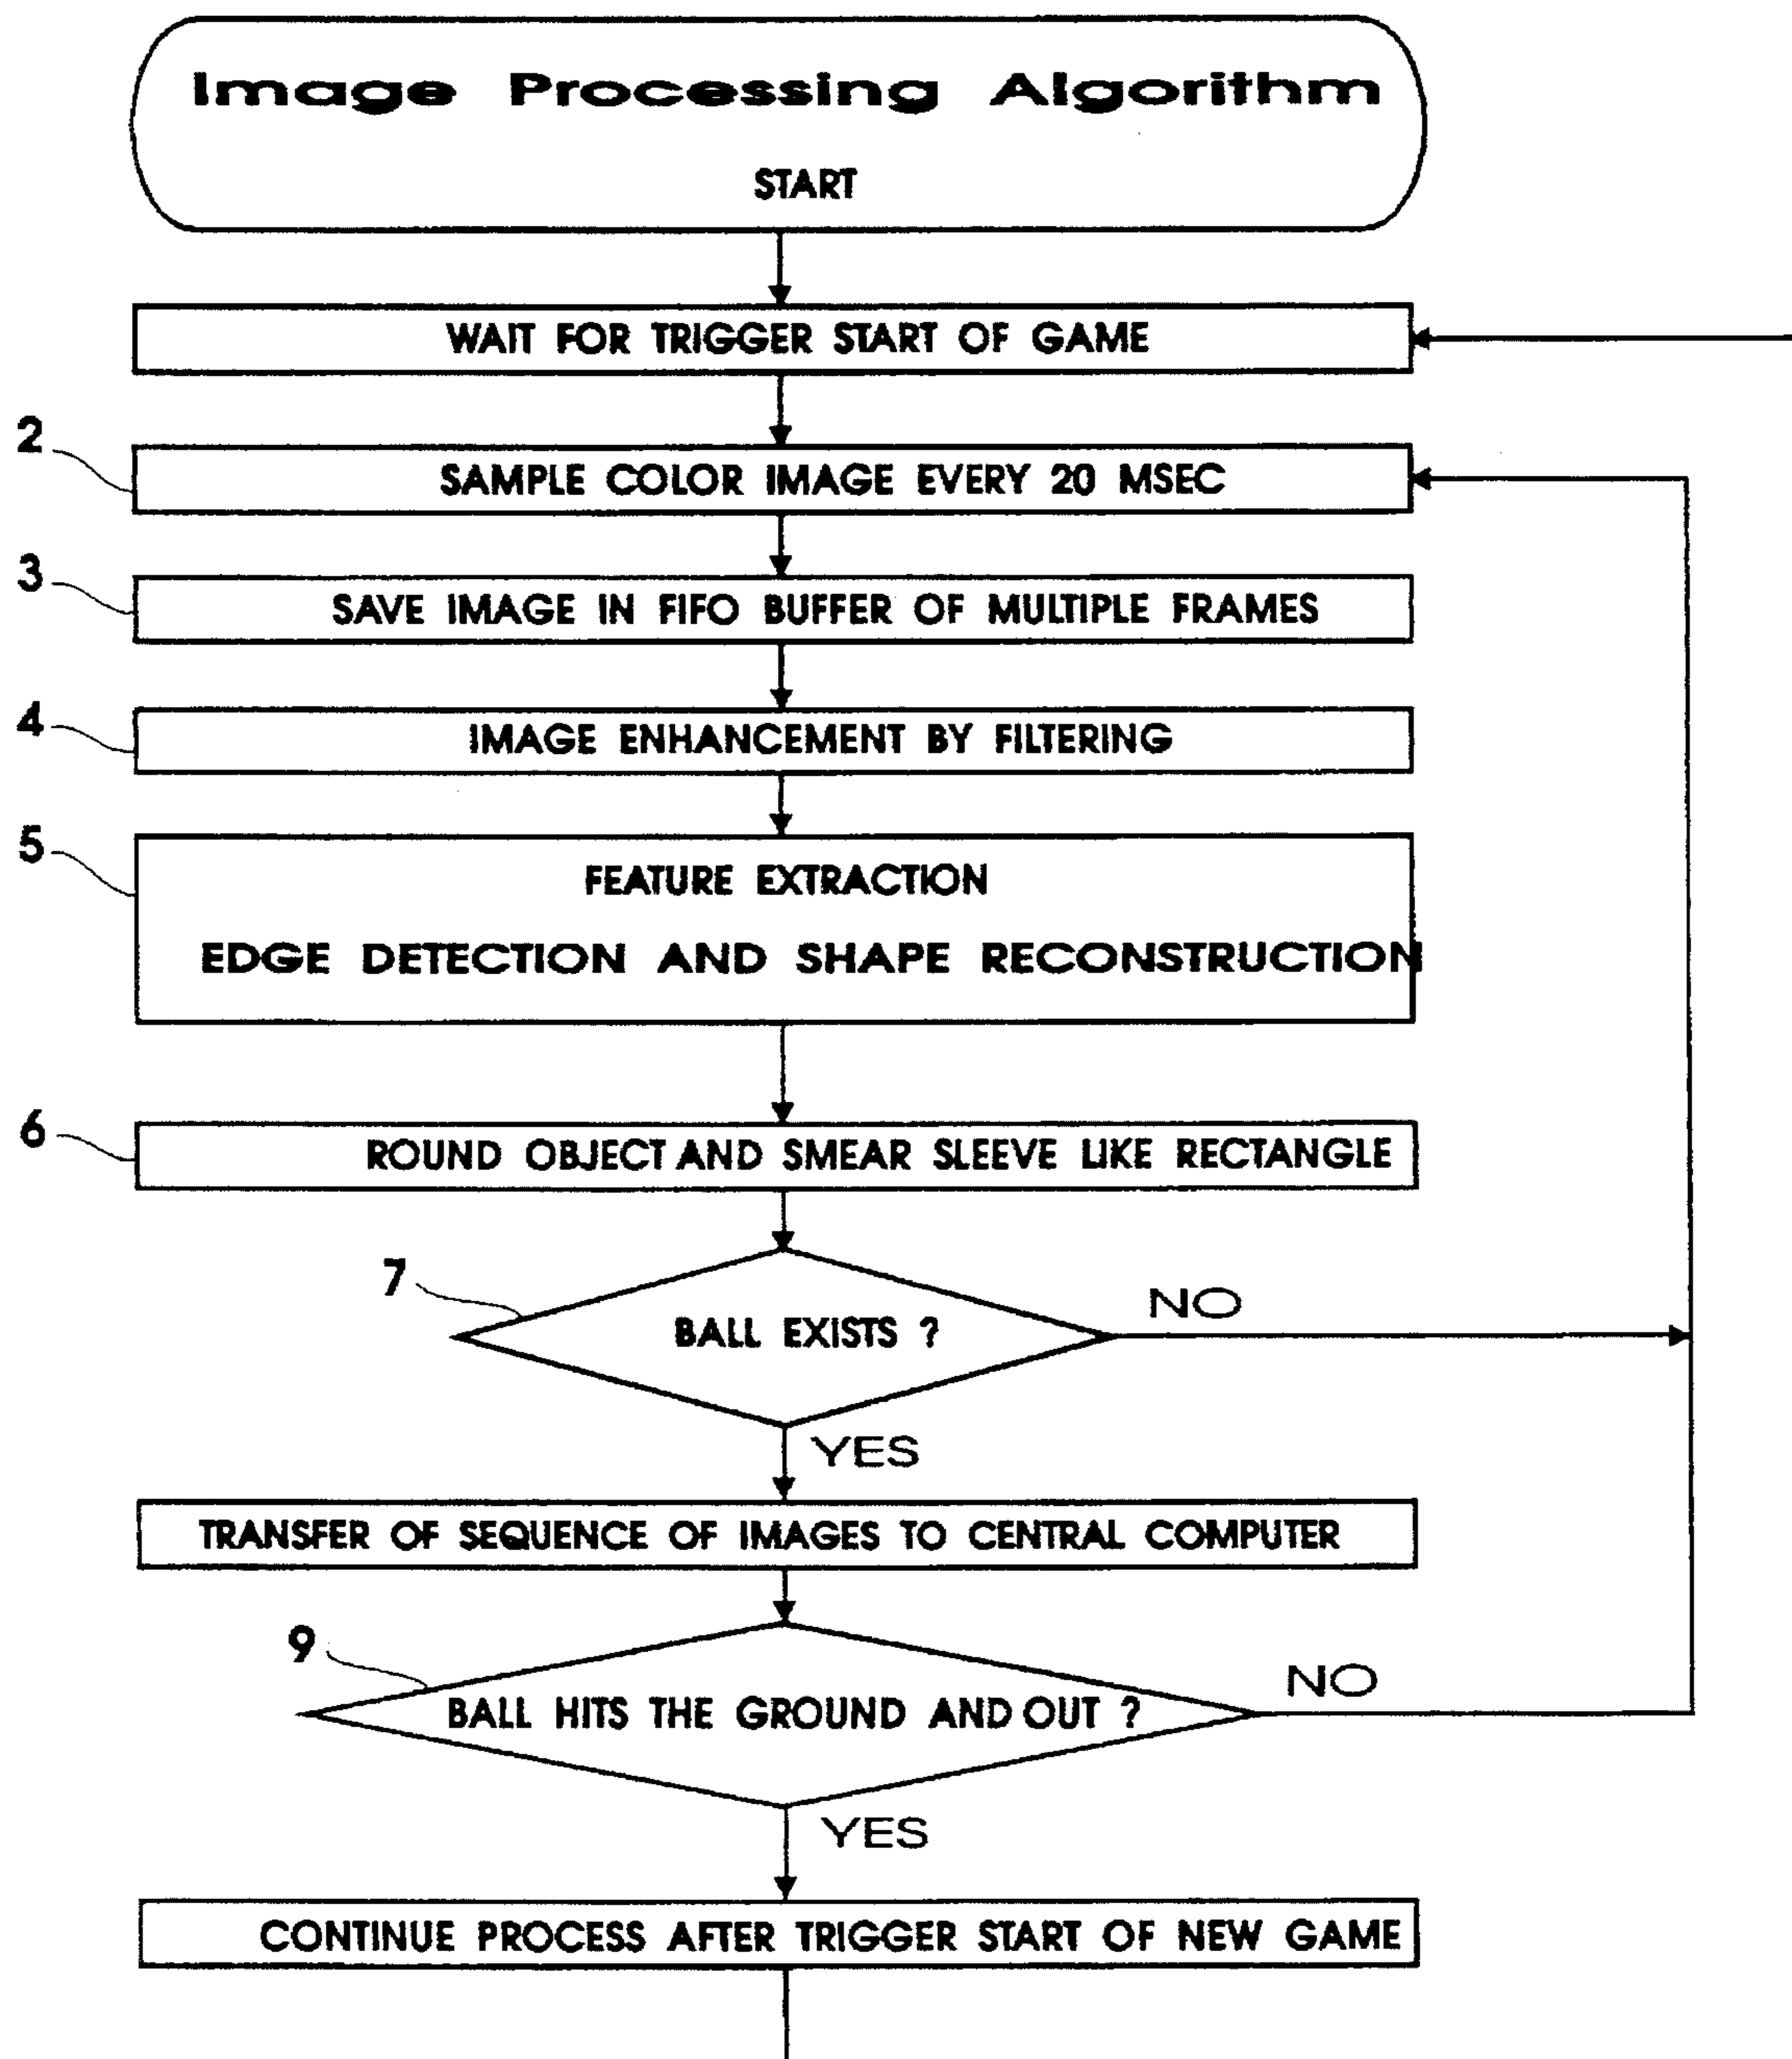 Image Processing Algorithm
START
WAIT FOR TRIGGER START OF GAME
2
SAMPLE COLOR IMAGE EVERY 20 MSEC
3
SAVE IMAGE IN FIFO BUFFER OF MULTIPLE FRAMES
4
IMAGE ENHANCEMENT BY FILTERING
5
FEATURE EXTRACTION
EDGE DETECTION AND SHAPE RECONSTRUCTION
6
ROUND OBJECT AND SMEAR SLEEVE LIKE RECTANGLE
7
BALL EXISTS ?
NO
YES
TRANSFER OF SEQUENCE OF IMAGES TO CENTRAL COMPUTER
9
BALL HITS THE GROUND AND OUT ?
NO
YES
CONTINUE PROCESS AFTER TRIGGER START OF NEW GAME